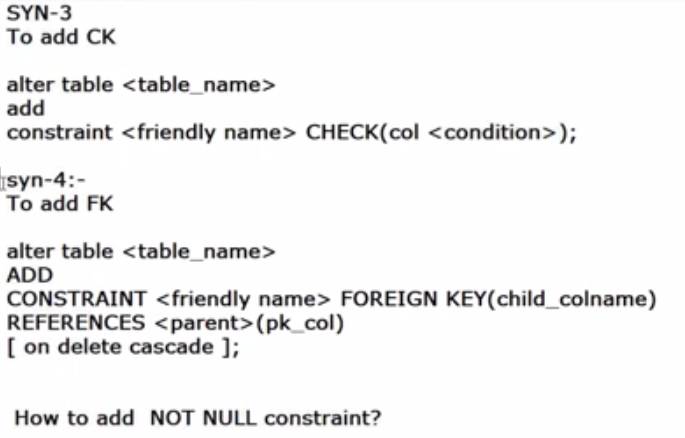 SYN-3
To add CK
alter table <table_name>
add
constraint <friendly name> CHECK(col <condition>);
syn-4:-
To add FK
alter table <table_name>
ADD
CONSTRAINT <friendly name> FOREIGN KEY(child_colname)
REFERENCES <parent>(pk_col)
[ on delete cascade ];
How to add  NOT NULL constraint?